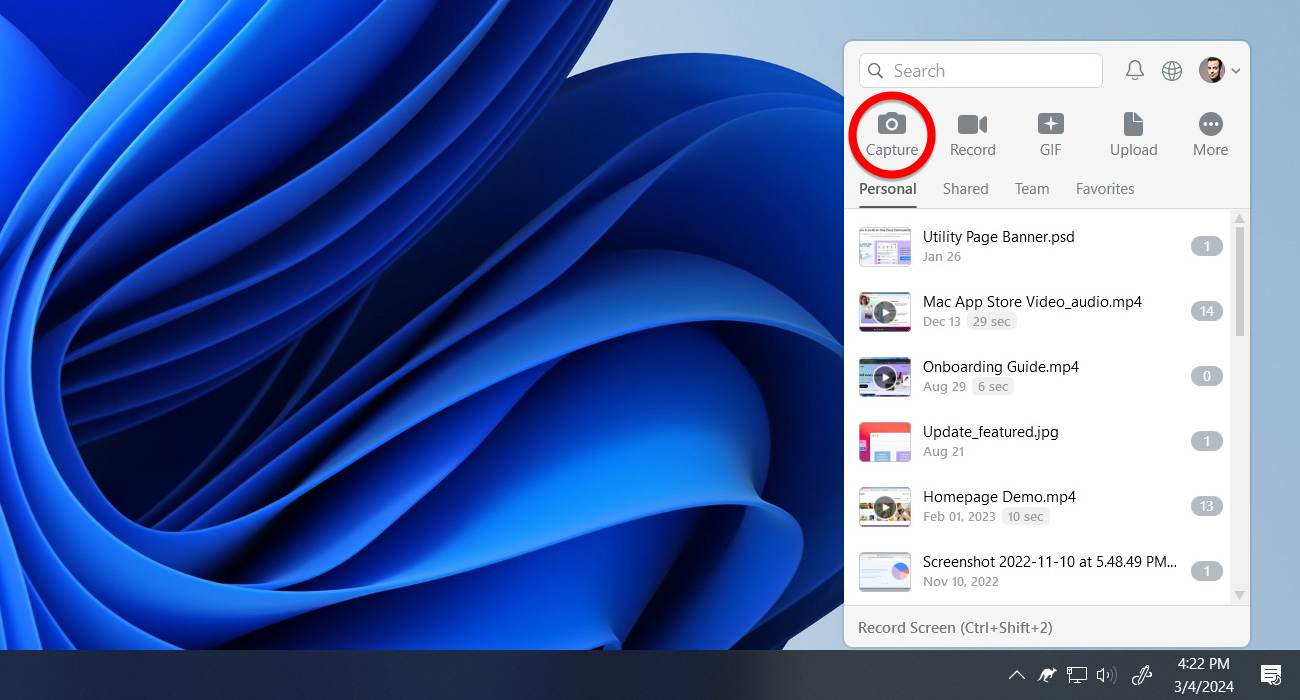 Search
Capture Record GIF Upload More
Personal Shared Team Favorites
Utility Page Banner.psd
Jan 26
1
Mac App Store Video_audio.mp4
Dec 13 29 sec
14
Onboarding Guide.mp4
Aug 29 6 sec
0
Update_featured.jpg
Aug 21
1
Homepage Demo.mp4
Feb 01, 2023 10 sec
13
Screenshot 2022-11-10 at 5.48.49 PM...
Nov 10, 2022
1
Record Screen (Ctrl+Shift+2)
4:22 PM
3/4/2024